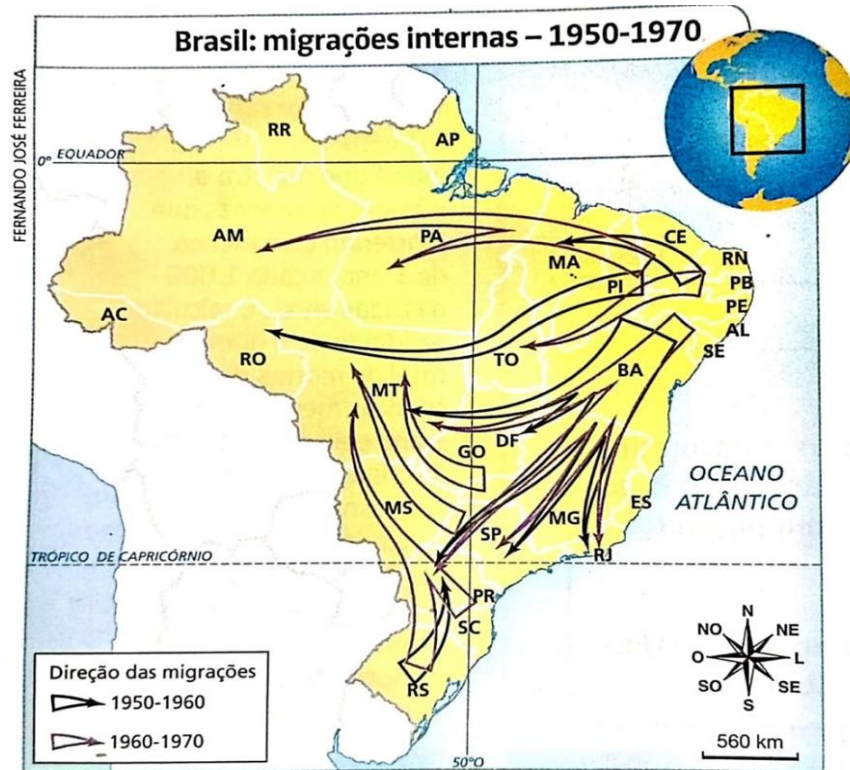 Brasil: migrações internas – 1950-1970
FERNANDO JOSÉ FERREIRA
RR
AP
0° EQUADOR
AM
PA
MA
CE
RN
PI
PB
PE
AC
AL
RO
TO
SE
BA
MT
DF
GO
OCEANO
ATLÂNTICO
MS
ES
SP
MG
TRÓPICO DE CAPRICÓRNIO
RJ
PR
SC
RS
N
NO
NE
O
L
SO
SE
S
Direção das migrações
1950-1960
1960-1970
560 km
50°O